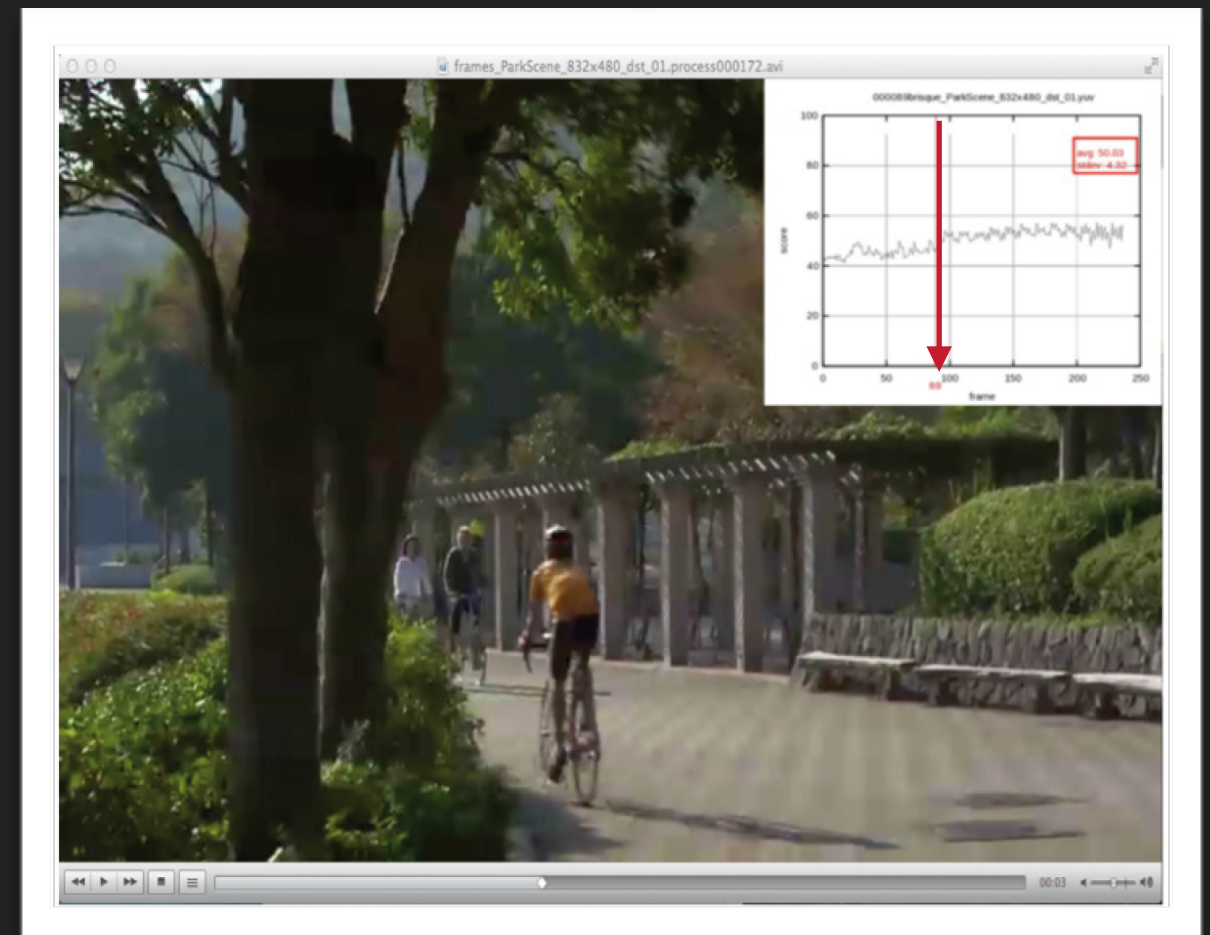 frames_ParkScene_832x480_dst_01.process000172.avi
000089brisque_ParkScene_832x480_dst_01.yuv
100
80
60
40
20
0
score
avg: 50.03
stdev: 4.32
0 50 100 150 200 250
89
frame
00:03